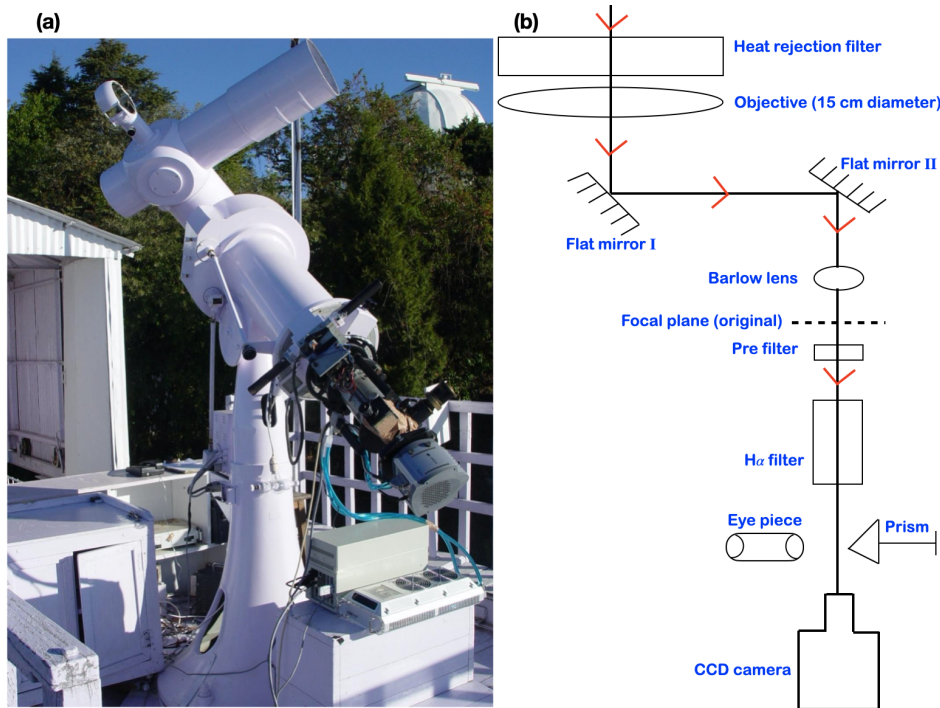 (a)
(b)
Heat rejection filter
Objective (15 cm diameter)
Flat mirror II
Flat mirror I
Barlow lens
Focal plane (original)
Pre filter
Hα filter
Eye piece
Prism
CCD camera